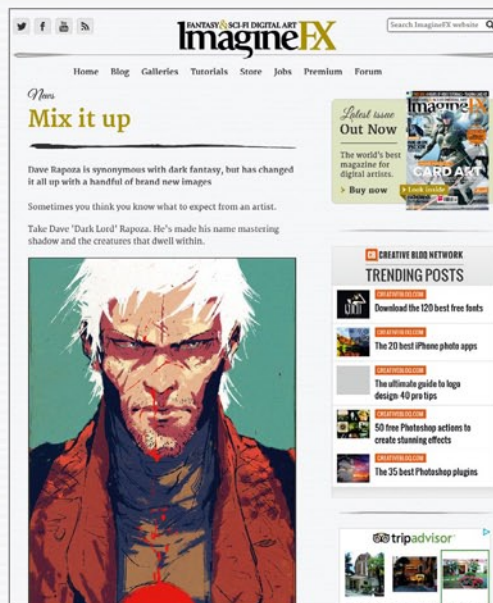 FANTASY & SCI-FI DIGITAL ART
ImagineFX
Search ImagineFX website
Home Blog Galleries Tutorials Store Jobs Premium Forum
News
Mix it up
Dave Rapoza is synonymous with dark fantasy, but has changed
it all up with a handful of brand new images
Sometimes you think you know what to expect from an artist.
Take Dave 'Dark Lord' Rapoza. He's made his name mastering
shadow and the creatures that dwell within.
Latest issue
Out Now
The world's best
magazine for
digital artists.
> Buy now
> Look inside
ImagineFX
CARD ART
CB CREATIVE BLOQ NETWORK
TRENDING POSTS
CREATIVEBLOQ.COM
Download the 120 best free fonts
CREATIVEBLOQ.COM
The 20 best iPhone photo apps
CREATIVEBLOQ.COM
The ultimate guide to logo
design: 40 pro tips
CREATIVEBLOQ.COM
50 free Photoshop actions to
create stunning effects
CREATIVEBLOQ.COM
The 35 best Photoshop plugins
tripadvisor